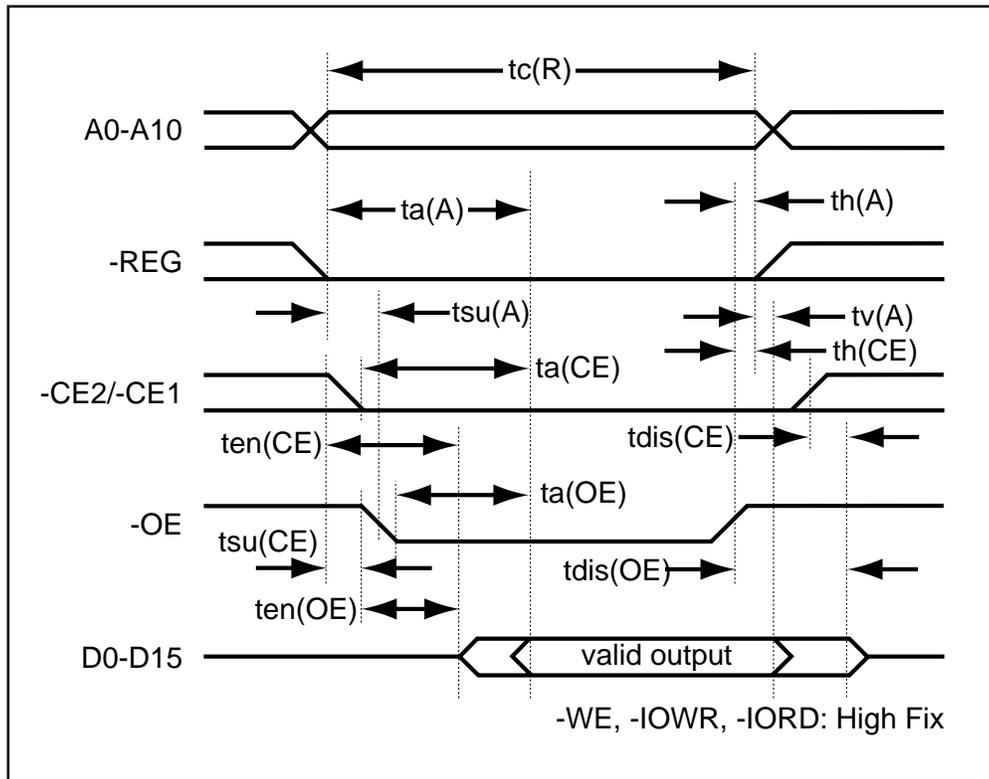 tc(R)
A0-A10
ta(A)
th(A)
-REG
tsu(A)
tv(A)
th(CE)
ta(CE)
-CE2/-CE1
ten(CE)
tdis(CE)
ta(OE)
-OE
tsu(CE)
tdis(OE)
ten(OE)
D0-D15
valid output
-WE, -IOWR, -IORD: High Fix